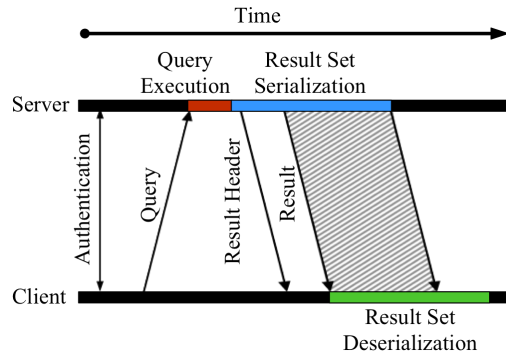 Time
Query
Execution
Result Set
Serialization
Server
Authentication
Query
Result Header
Result
Client
Result Set
Deserialization